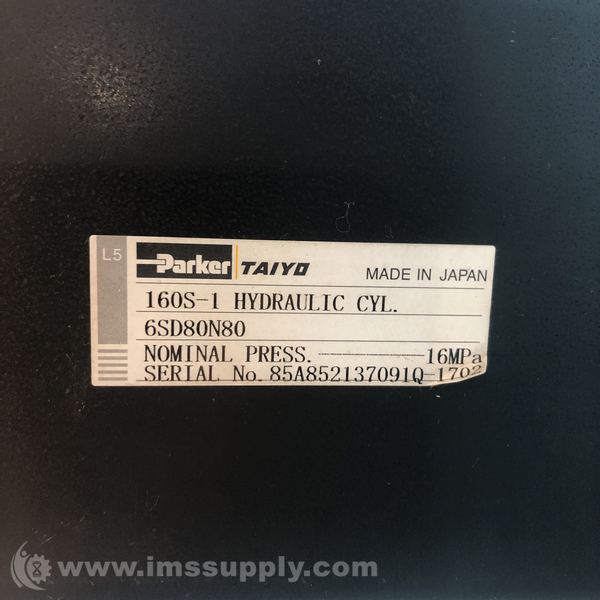 L5
Parker TAIYO MADE IN JAPAN
160S-1 HYDRAULIC CYL.
6SD80N80
NOMINAL PRESS. 16MPa
SERIAL No. 85A852137091Q-1702
www.imssupply.com